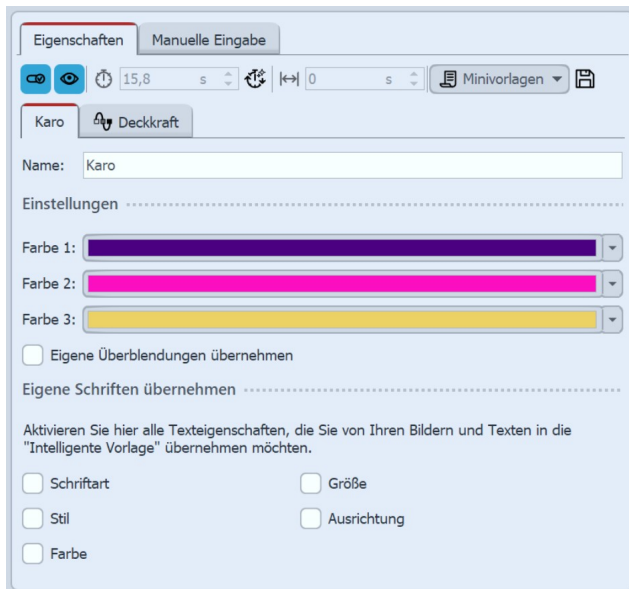 Eigenschaften Manuelle Eingabe
15,8 s 0 s Minivorlagen
Karo Deckkraft
Name: Karo
Einstellungen
Farbe 1:
Farbe 2:
Farbe 3:
Eigene Überblendungen übernehmen
Eigene Schriften übernehmen
Aktivieren Sie hier alle Texteigenschaften, die Sie von Ihren Bildern und Texten in die
"Intelligente Vorlage" übernehmen möchten.
Schriftart Größe
Stil Ausrichtung
Farbe